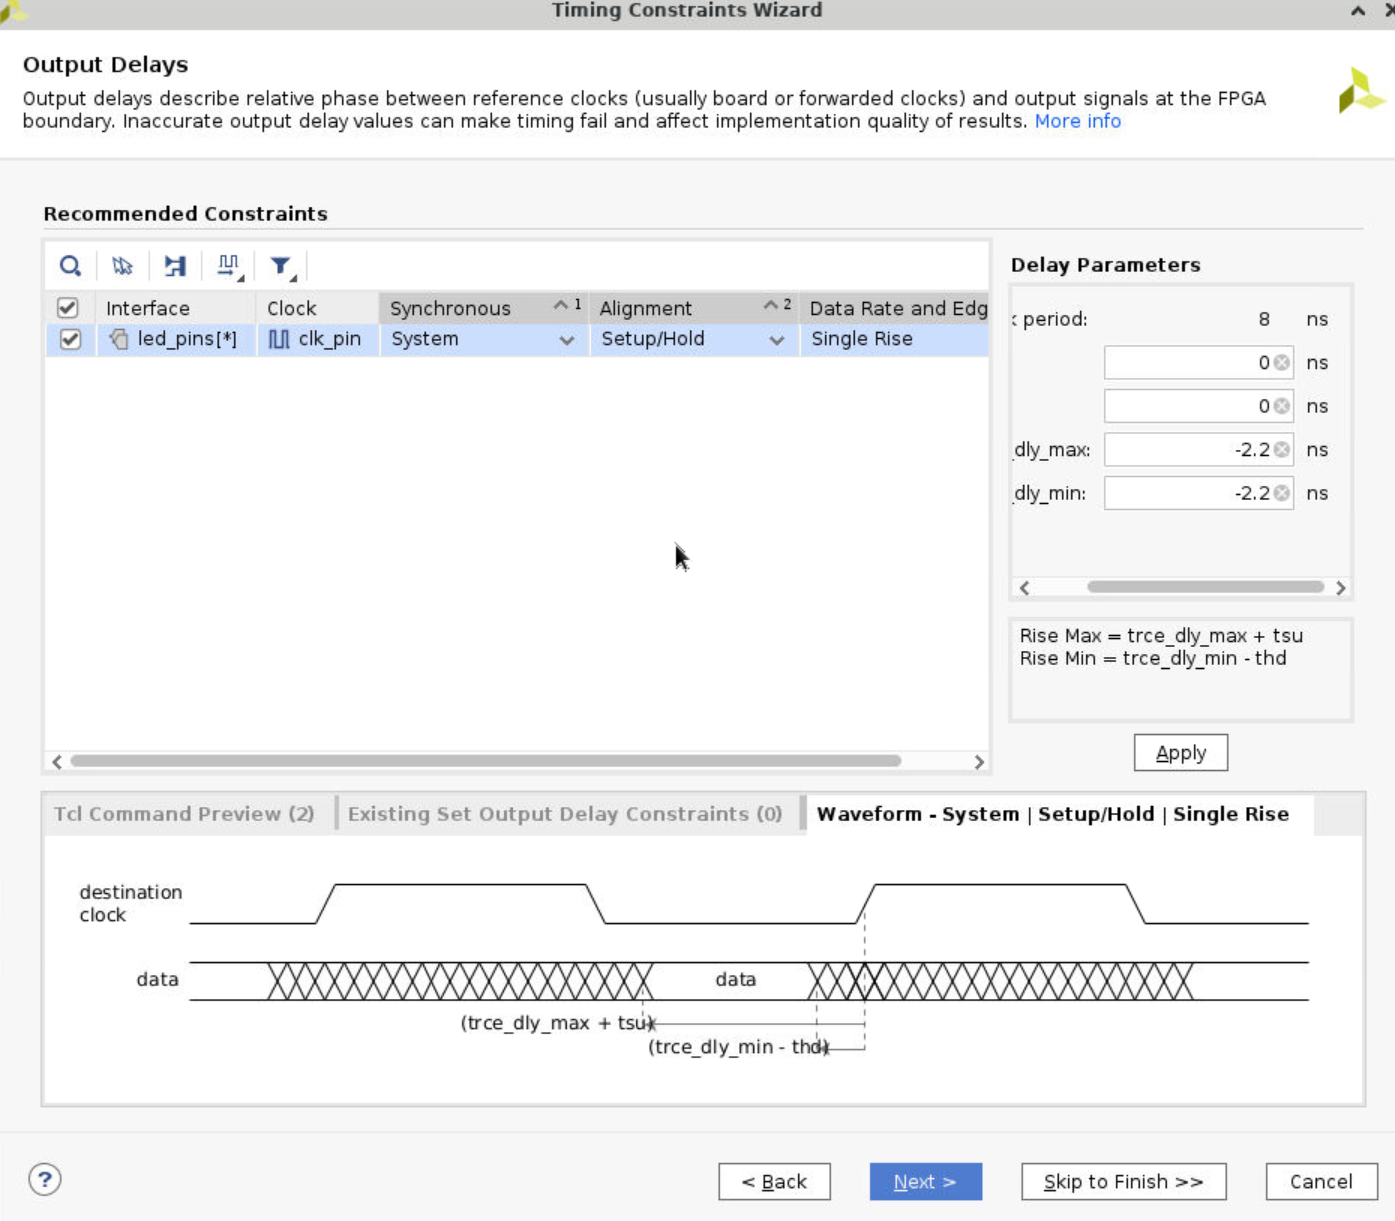 Timing Constraints Wizard
Output Delays
Output delays describe relative phase between reference clocks (usually board or forwarded clocks) and output signals at the FPGA
boundary. Inaccurate output delay values can make timing fail and affect implementation quality of results. More info
Recommended Constraints
Interface Clock Synchronous 1 Alignment 2 Data Rate and Edg
led_pins[*] clk_pin System Setup/Hold Single Rise
Delay Parameters
k period: 8 ns
0 ns
0 ns
_dly_max: -2.2 ns
_dly_min: -2.2 ns
Rise Max = trce_dly_max + tsu
Rise Min = trce_dly_min - thd
Apply
Tcl Command Preview (2) Existing Set Output Delay Constraints (0) Waveform - System | Setup/Hold | Single Rise
destination
clock
data data
(trce_dly_max + tsu)
(trce_dly_min - thd)
? < Back Next > Skip to Finish >> Cancel